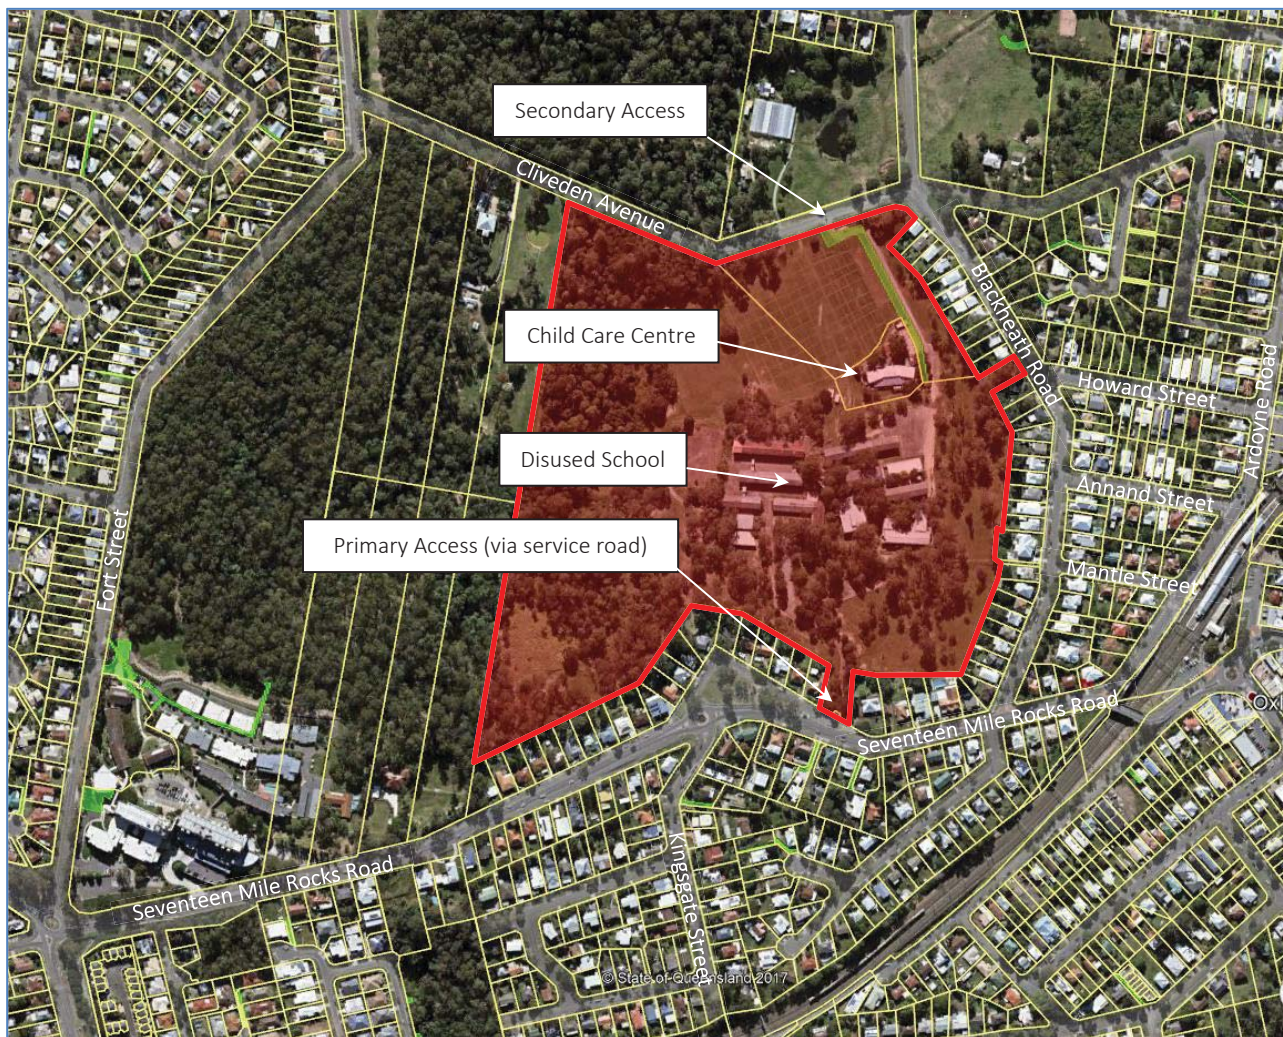 Secondary Access
Cliveden Avenue
Child Care Centre
Blackheath Road
Howard Street
Ardoyne Road
Disused School
Annand Street
Primary Access (via service road)
Mantle Street
Fort Street
Seventeen Mile Rocks Road
Seventeen Mile Rocks Road
Kingsgate Street
© State of Queensland 2017